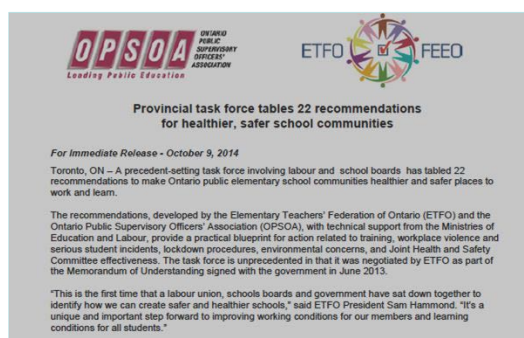 OPSOA
ONTARIO
PUBLIC
SUPERVISORY
OFFICERS'
ASSOCIATION
Leading Public Education
ETFO FEEO
Provincial task force tables 22 recommendations
for healthier, safer school communities
For Immediate Release - October 9, 2014
Toronto, ON – A precedent-setting task force involving labour and school boards has tabled 22
recommendations to make Ontario public elementary school communities healthier and safer places to
work and learn.
The recommendations, developed by the Elementary Teachers' Federation of Ontario (ETFO) and the
Ontario Public Supervisory Officers' Association (OPSOA), with technical support from the Ministries of
Education and Labour, provide a practical blueprint for action related to training, workplace violence and
serious student incidents, lockdown procedures, environmental concerns, and Joint Health and Safety
Committee effectiveness. The task force is unprecedented in that it was negotiated by ETFO as part of
the Memorandum of Understanding signed with the government in June 2013.
"This is the first time that a labour union, schools boards and government have sat down together to
identify how we can create safer and healthier schools," said ETFO President Sam Hammond. "It's a
unique and important step forward to improving working conditions for our members and learning
conditions for all students."